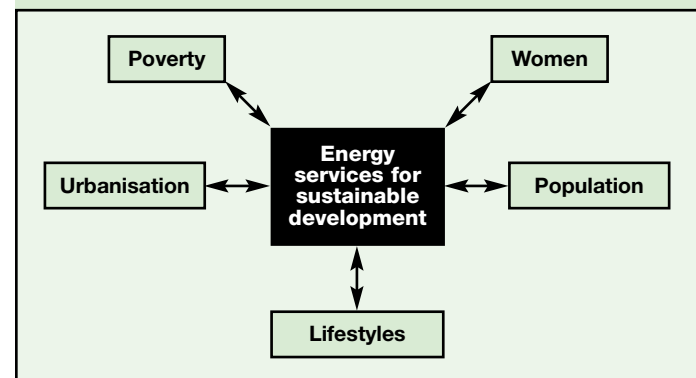 Poverty
Women
Energy
services for
sustainable
development
Urbanisation
Population
Lifestyles